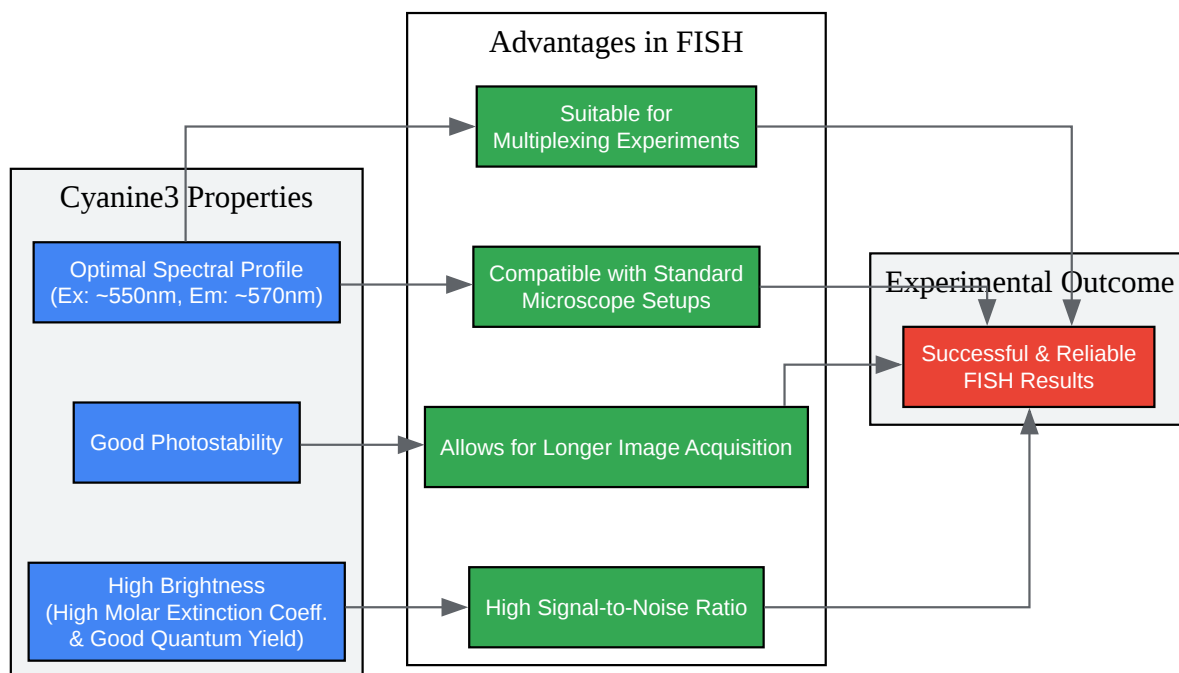 Cyanine3 Properties
Optimal Spectral Profile
(Ex: ~550nm, Em: ~570nm)
Good Photostability
High Brightness
(High Molar Extinction Coeff.
& Good Quantum Yield)
Advantages in FISH
Suitable for
Multiplexing Experiments
Compatible with Standard
Microscope Setups
Allows for Longer Image Acquisition
High Signal-to-Noise Ratio
Experimental Outcome
Successful & Reliable
FISH Results